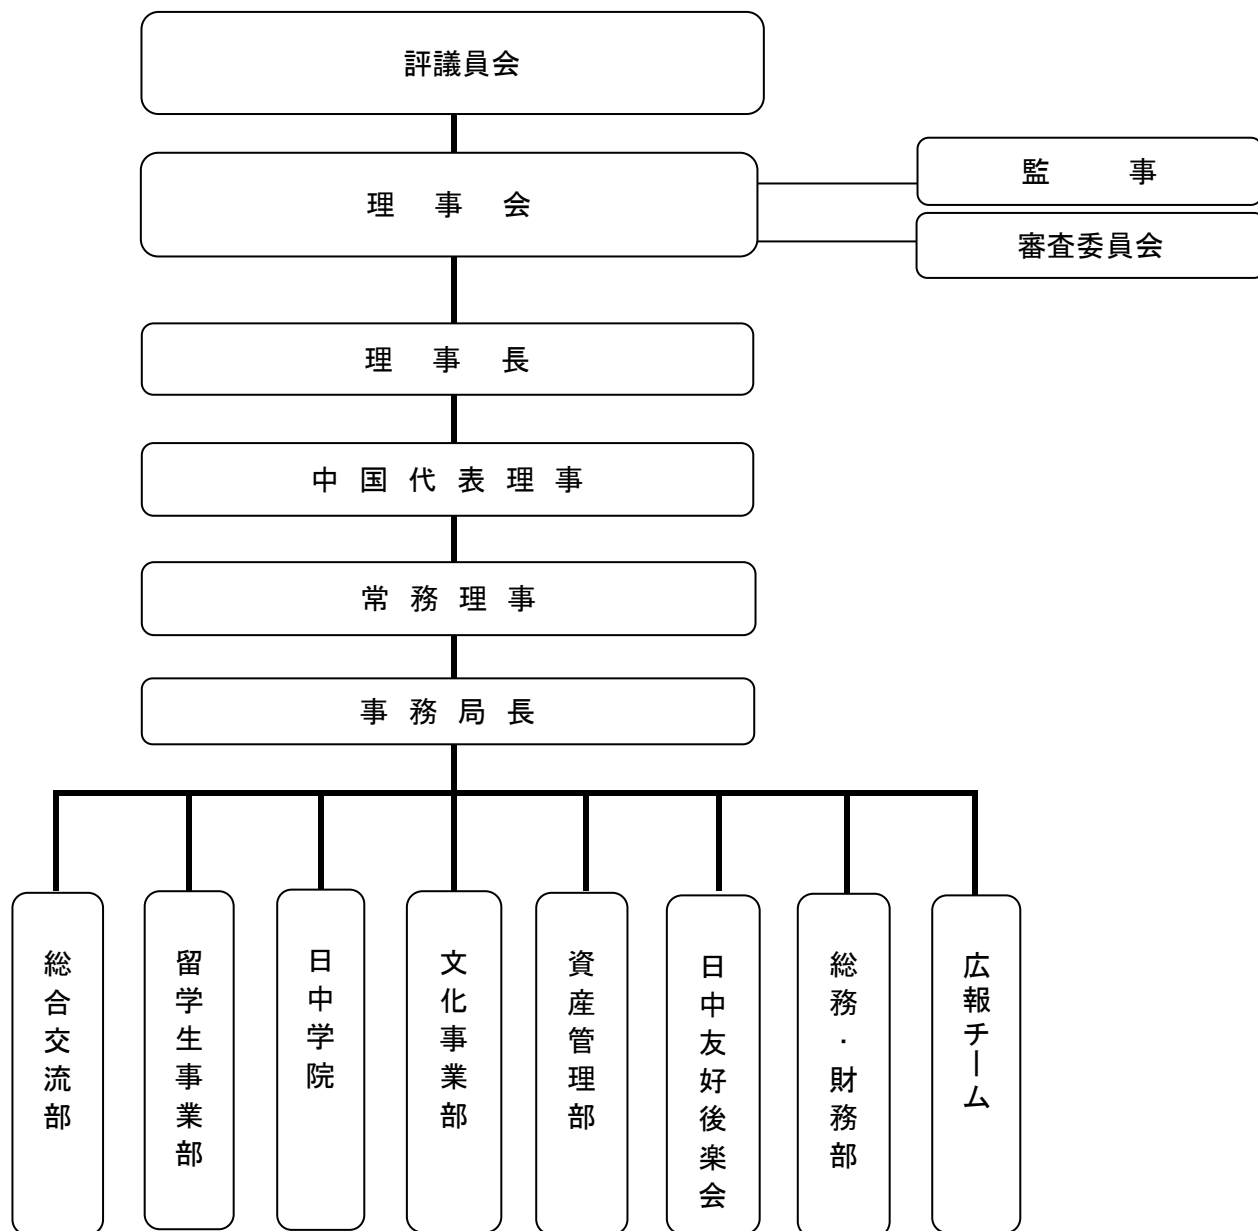 評議員会
理　事　会
監　　事
審査委員会
理　事　長
中 国 代 表 理 事
常 務 理 事
事 務 局 長
総合交流部
留学生事業部
日中学院
文化事業部
資産管理部
日中友好後楽会
総務・財務部
広報チーム